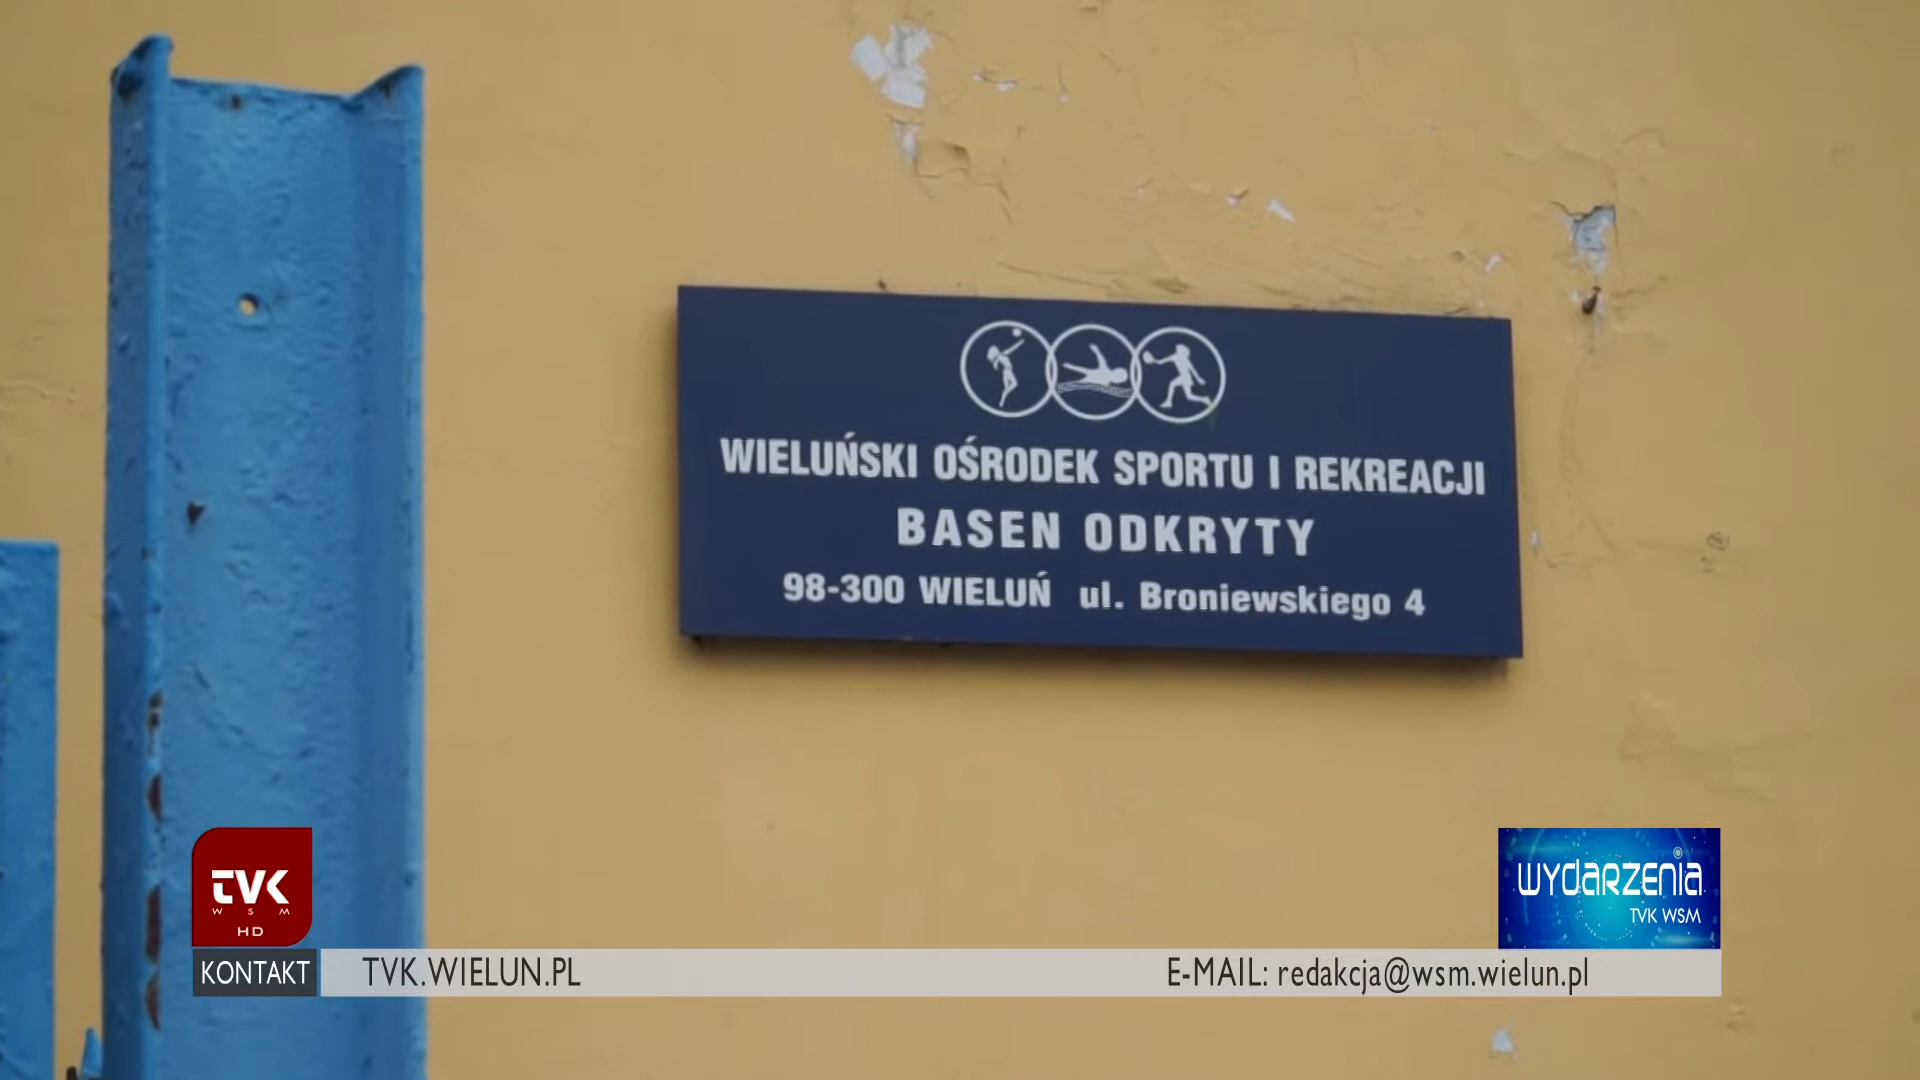 WIELUŃSKI OŚRODEK SPORTU I REKREACJI
BASEN ODKRYTY
98-300 WIELUŃ ul. Broniewskiego 4
TVK
WSM
HD
WYDARZENIA
TVK WSM
KONTAKT TVK.WIELUN.PL E-MAIL: redakcja@wsm.wielun.pl